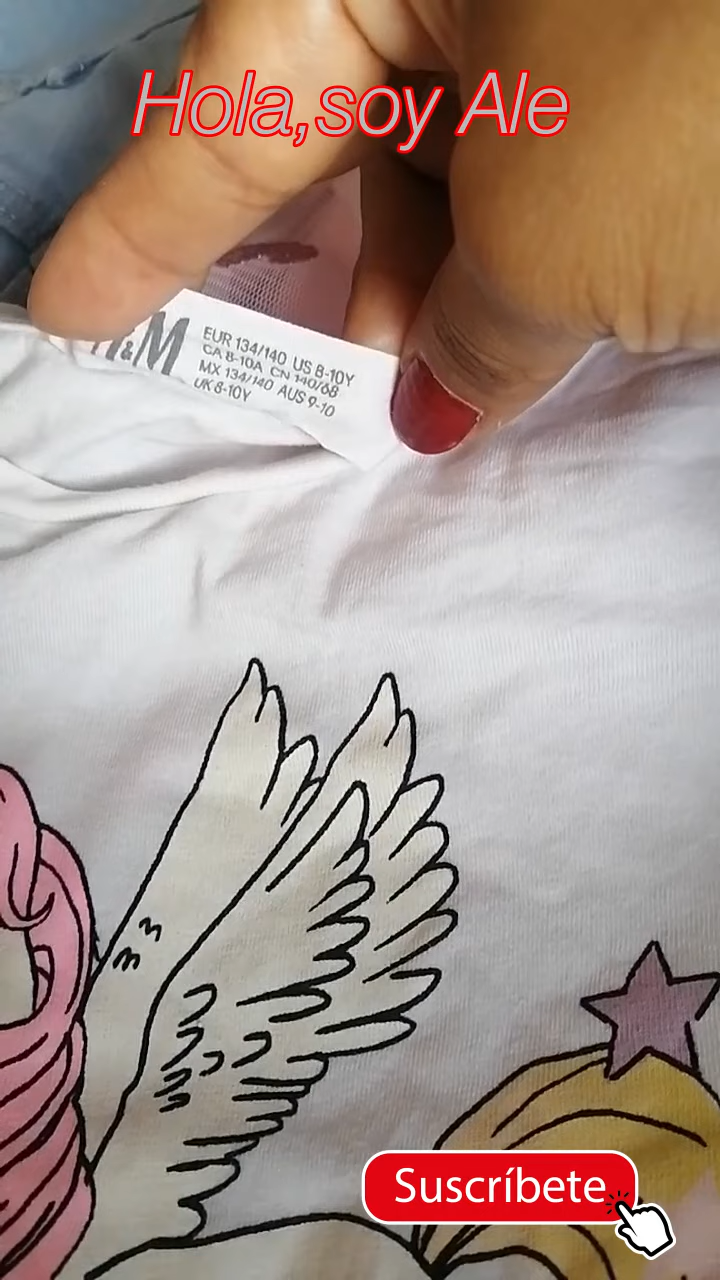 Hola,soy Ale
H&M
EUR 134/140 US 8-10Y
CA 8-10A CN 140/68
MX 134/140 AUS 9-10
UK 8-10Y
Suscríbete